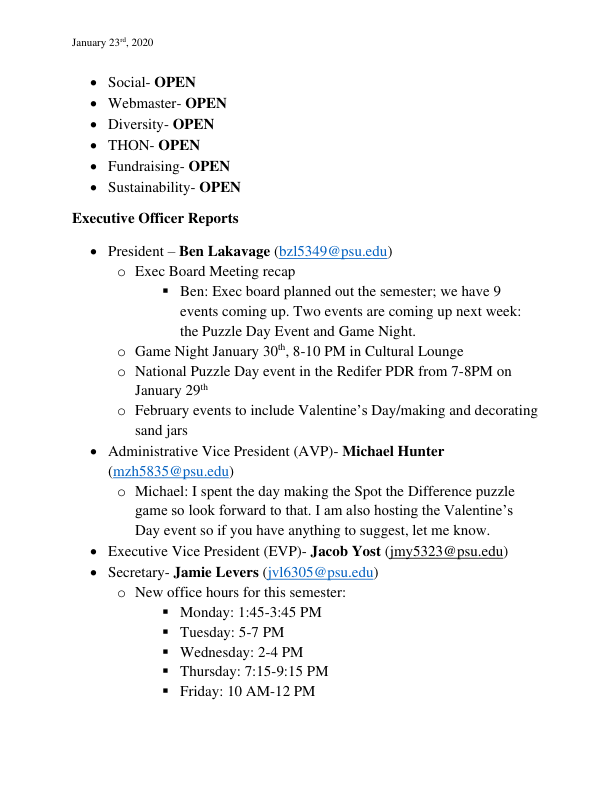 January 23rd, 2020
• Social- OPEN
• Webmaster- OPEN
• Diversity- OPEN
• THON- OPEN
• Fundraising- OPEN
• Sustainability- OPEN
Executive Officer Reports
• President – Ben Lakavage (bzl5349@psu.edu)
o Exec Board Meeting recap
▪ Ben: Exec board planned out the semester; we have 9
events coming up. Two events are coming up next week:
the Puzzle Day Event and Game Night.
o Game Night January 30th, 8-10 PM in Cultural Lounge
o National Puzzle Day event in the Redifer PDR from 7-8PM on
January 29th
o February events to include Valentine’s Day/making and decorating
sand jars
• Administrative Vice President (AVP)- Michael Hunter
(mzh5835@psu.edu)
o Michael: I spent the day making the Spot the Difference puzzle
game so look forward to that. I am also hosting the Valentine’s
Day event so if you have anything to suggest, let me know.
• Executive Vice President (EVP)- Jacob Yost (jmy5323@psu.edu)
• Secretary- Jamie Levers (jvl6305@psu.edu)
o New office hours for this semester:
▪ Monday: 1:45-3:45 PM
▪ Tuesday: 5-7 PM
▪ Wednesday: 2-4 PM
▪ Thursday: 7:15-9:15 PM
▪ Friday: 10 AM-12 PM